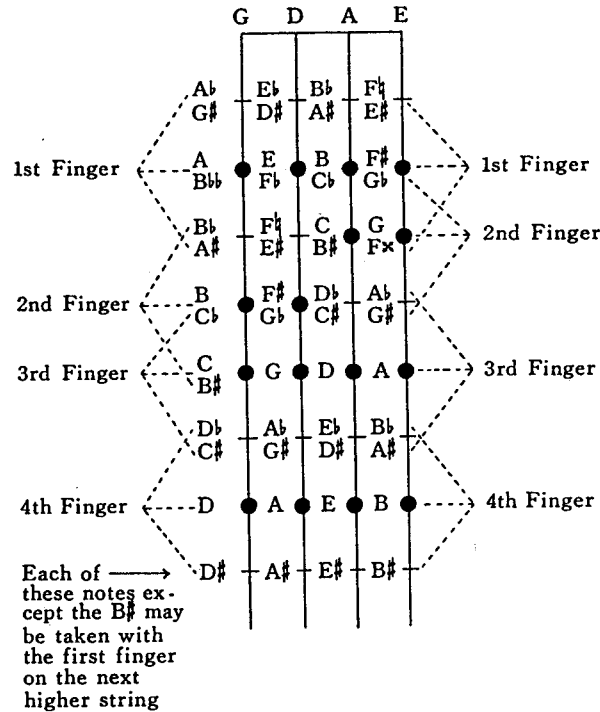 G D A E
A♭ E♭ B♭ F♮
G♯ D♯ A♯ E♯
1st Finger A E B F♯ 1st Finger
B♭♭ F♭ C♭ G♭
B♭ F♮ C G 2nd Finger
A♯ E♯ B♯ F𝄪
2nd Finger B F♯ D♭ A♭
C♭ G♭ C♯ G♯
3rd Finger C G D A 3rd Finger
B♯
D♭ A♭ E♭ B♭
C♯ G♯ D♯ A♯
4th Finger D A E B 4th Finger
Each of → D♯ A♯ E♯ B♯
these notes ex-
cept the B♯ may
be taken with
the first finger
on the next
higher string